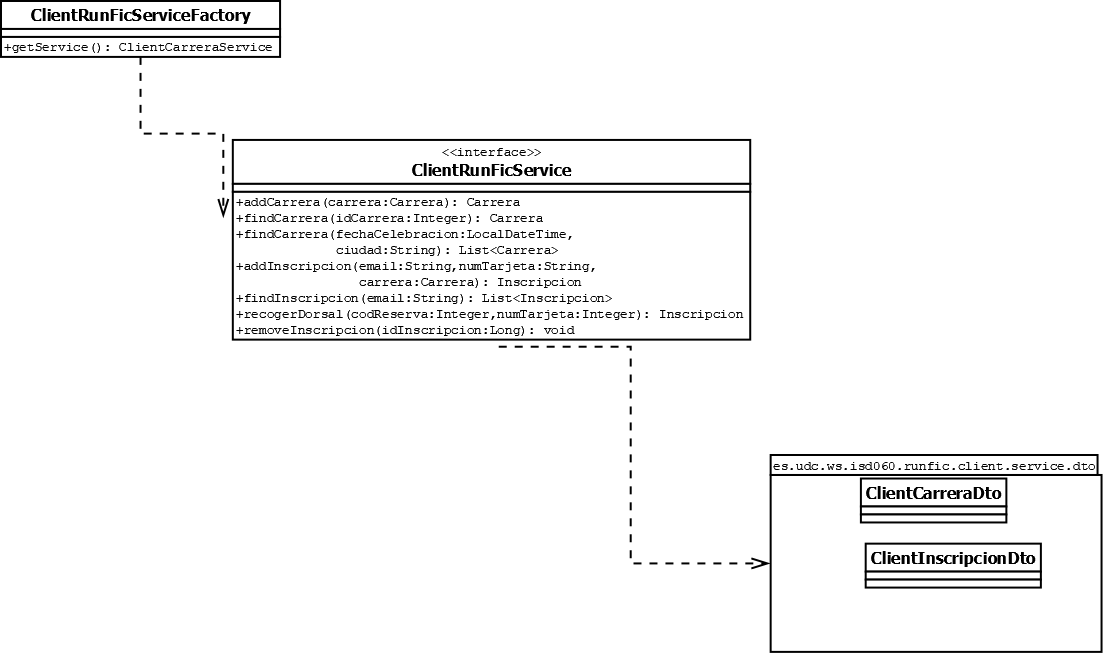 ClientRunFicServiceFactory
+getService(): ClientCarreraService
<<interface>>
ClientRunFicService
+addCarrera(carrera:Carrera): Carrera
+findCarrera(idCarrera:Integer): Carrera
+findCarrera(fechaCelebracion:LocalDateTime,
ciudad:String): List<Carrera>
+addInscripcion(email:String,numTarjeta:String,
carrera:Carrera): Inscripcion
+findInscripcion(email:String): List<Inscripcion>
+recogerDorsal(codReserva:Integer,numTarjeta:Integer): Inscripcion
+removeInscripcion(idInscripcion:Long): void
es.udc.ws.isd060.runfic.client.service.dto
ClientCarreraDto
ClientInscripcionDto